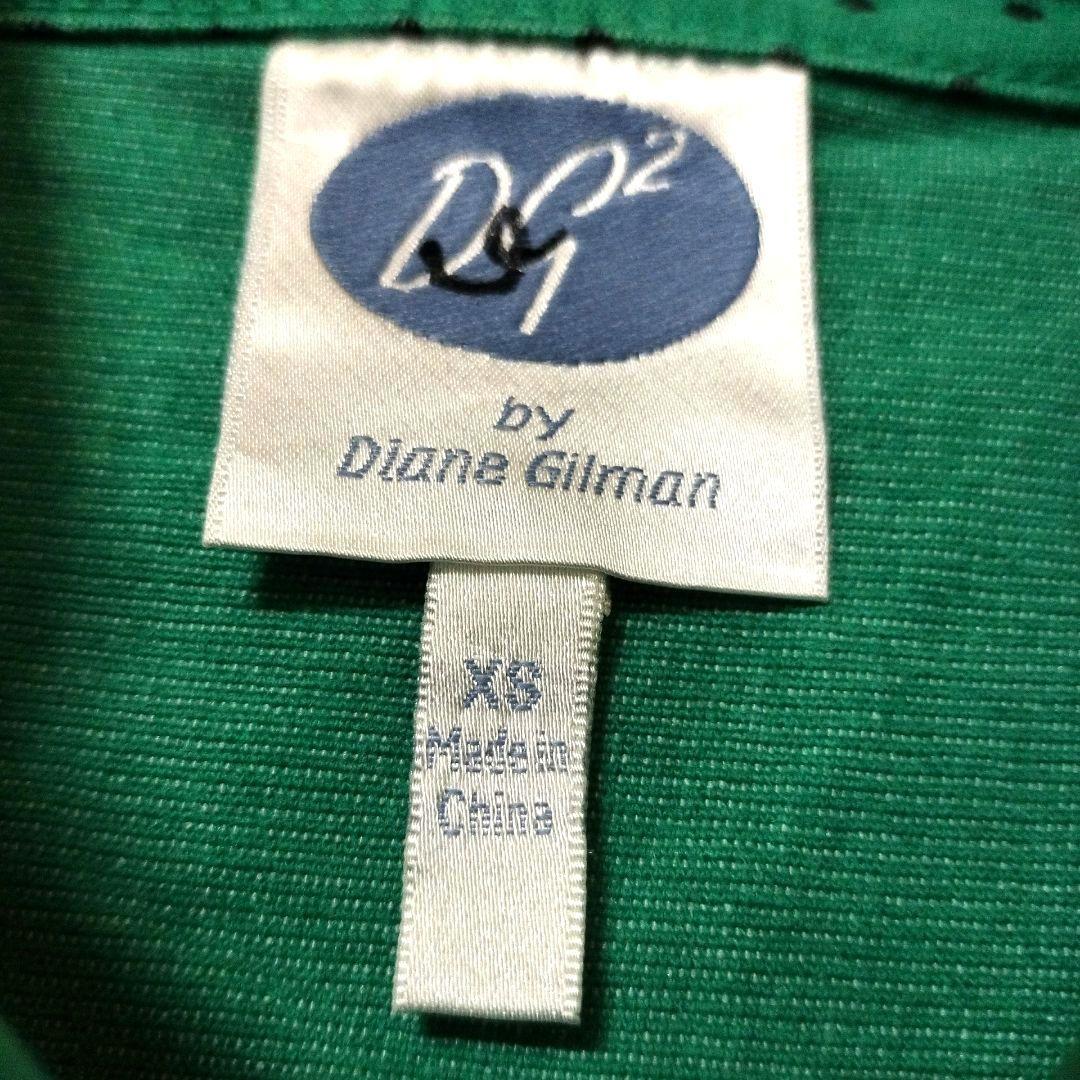 DG²
by
Diane Gilman
XS
Made in
China